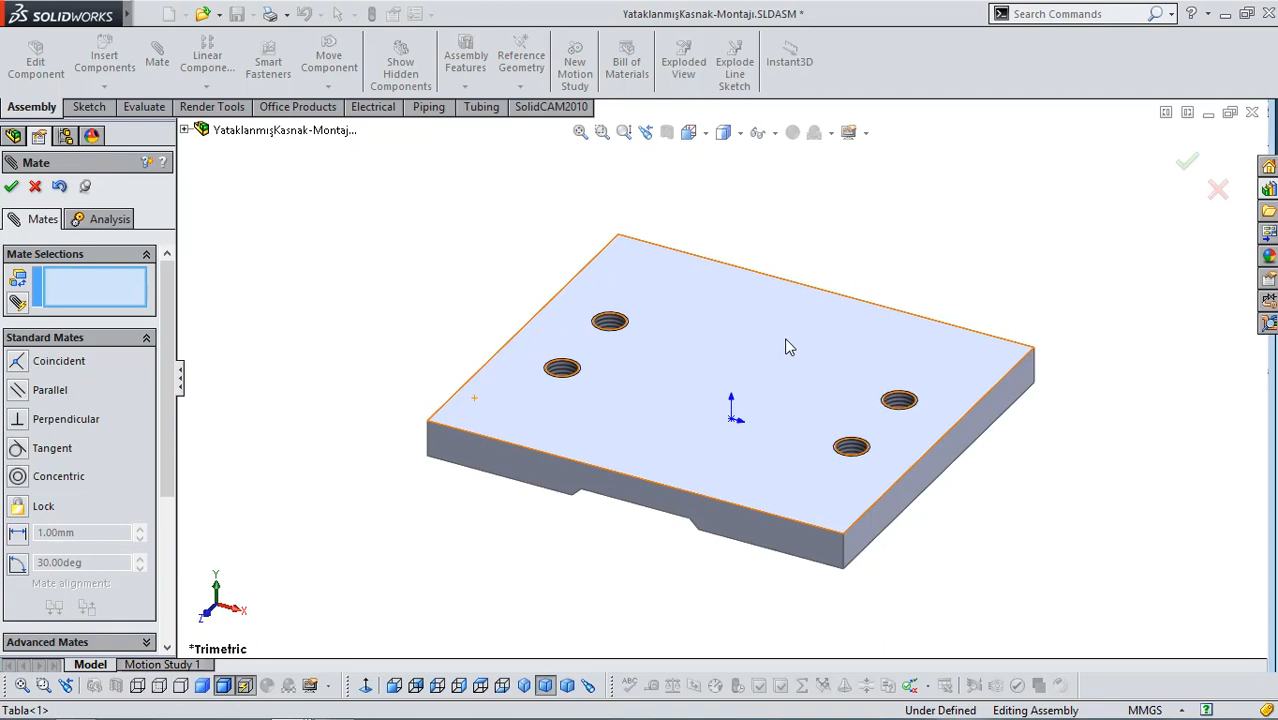 SOLIDWORKS
YataklanmışKasnak-Montajı.SLDASM *
Search Commands
Edit Component
Insert Components
Mate
Linear Compone...
Smart Fasteners
Move Component
Show Hidden Components
Assembly Features
Reference Geometry
New Motion Study
Bill of Materials
Exploded View
Explode Line Sketch
Instant3D
Assembly
Sketch
Evaluate
Render Tools
Office Products
Electrical
Piping
Tubing
SolidCAM2010
YataklanmışKasnak-Montaj...
Mate
Mates
Analysis
Mate Selections
Standard Mates
Coincident
Parallel
Perpendicular
Tangent
Concentric
Lock
1.00mm
30.00deg
Mate alignment:
Advanced Mates
Y
X
Z
*Trimetric
Model
Motion Study 1
Tabla<1>
Under Defined
Editing Assembly
MMGS